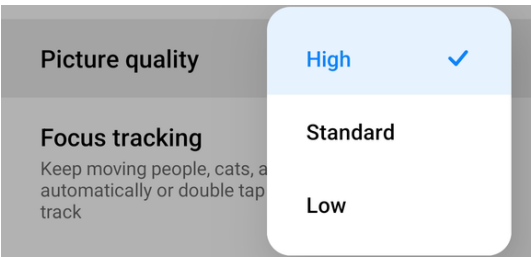 Picture quality
High
Standard
Low
Focus tracking
Keep moving people, cats, a
automatically or double tap
track